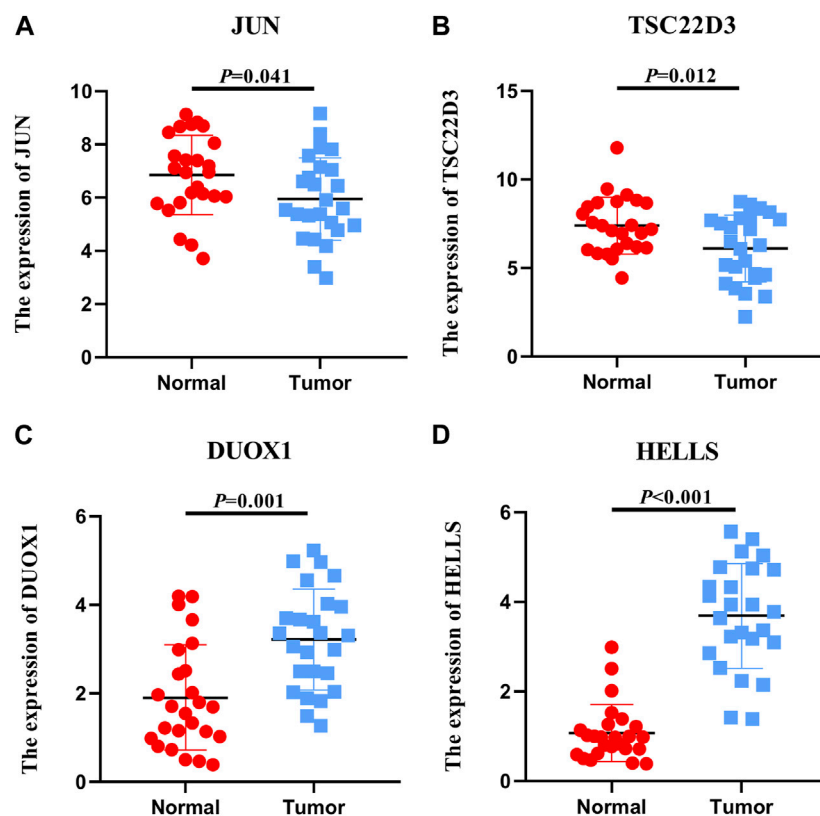 A
JUN
P=0.041
The expression of JUN
10
8
6
4
2
0
Normal
Tumor
B
TSC22D3
P=0.012
The expression of TSC22D3
15
10
5
0
Normal
Tumor
C
DUOX1
P=0.001
The expression of DUOX1
6
4
2
0
Normal
Tumor
D
HELLS
P<0.001
The expression of HELLS
6
4
2
0
Normal
Tumor